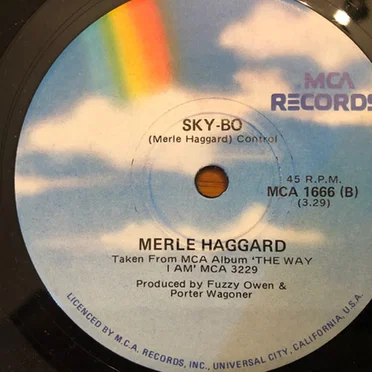 MCA
RECORDS
SKY-BO
(Merle Haggard) Control
45 R.P.M.
MCA 1666 (B)
(3.29)
MERLE HAGGARD
Taken From MCA Album 'THE WAY
I AM' MCA 3229
Produced by Fuzzy Owen &
Porter Wagoner
LICENCED BY M.C.A. RECORDS, INC., UNIVERSAL CITY, CALIFORNIA, U.S.A.